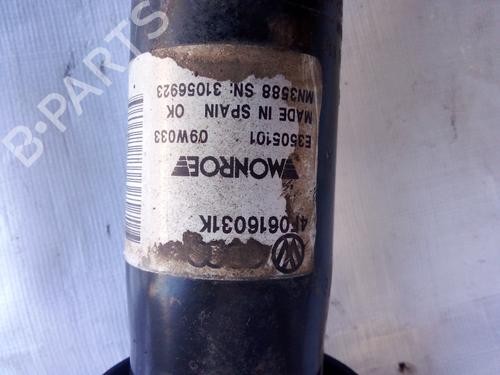 4F0616031K
MONROE
E3505101 09W033
MADE IN SPAIN OK
MN3588 SN: 31056923
B-PARTS